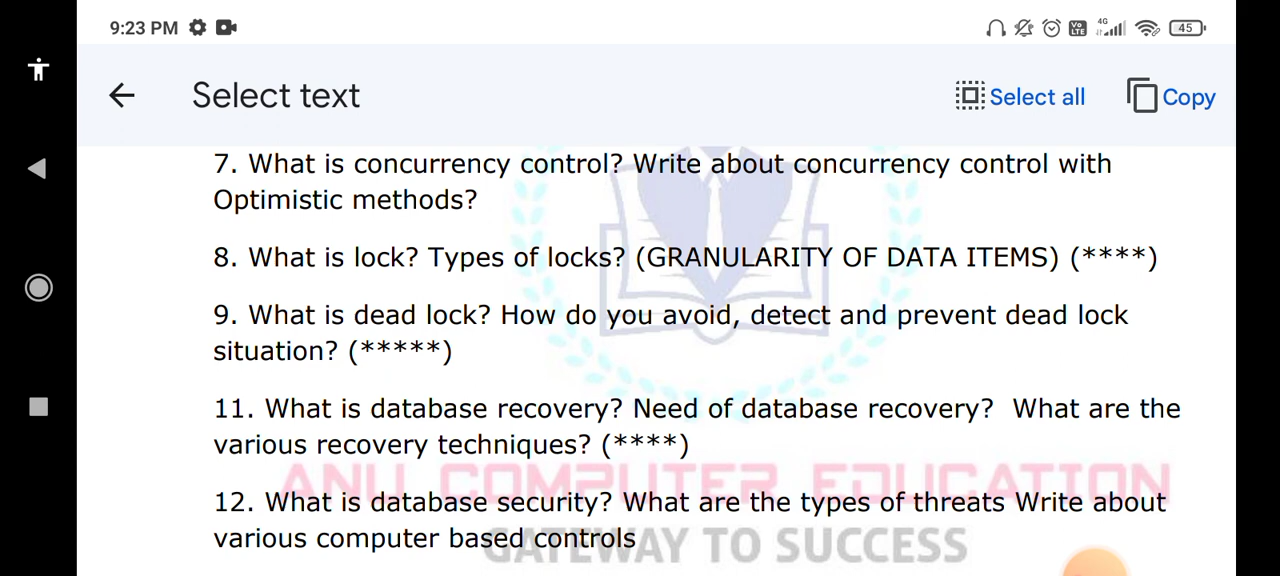 9:23 PM
4G
Vo
LTE
45
Select text
Select all
Copy
7. What is concurrency control? Write about concurrency control with
Optimistic methods?
8. What is lock? Types of locks? (GRANULARITY OF DATA ITEMS) (****)
9. What is dead lock? How do you avoid, detect and prevent dead lock
situation? (*****)
11. What is database recovery? Need of database recovery?  What are the
various recovery techniques? (****)
ANU COMPUTER EDUCATION
12. What is database security? What are the types of threats Write about
various computer based controls
GATEWAY TO SUCCESS